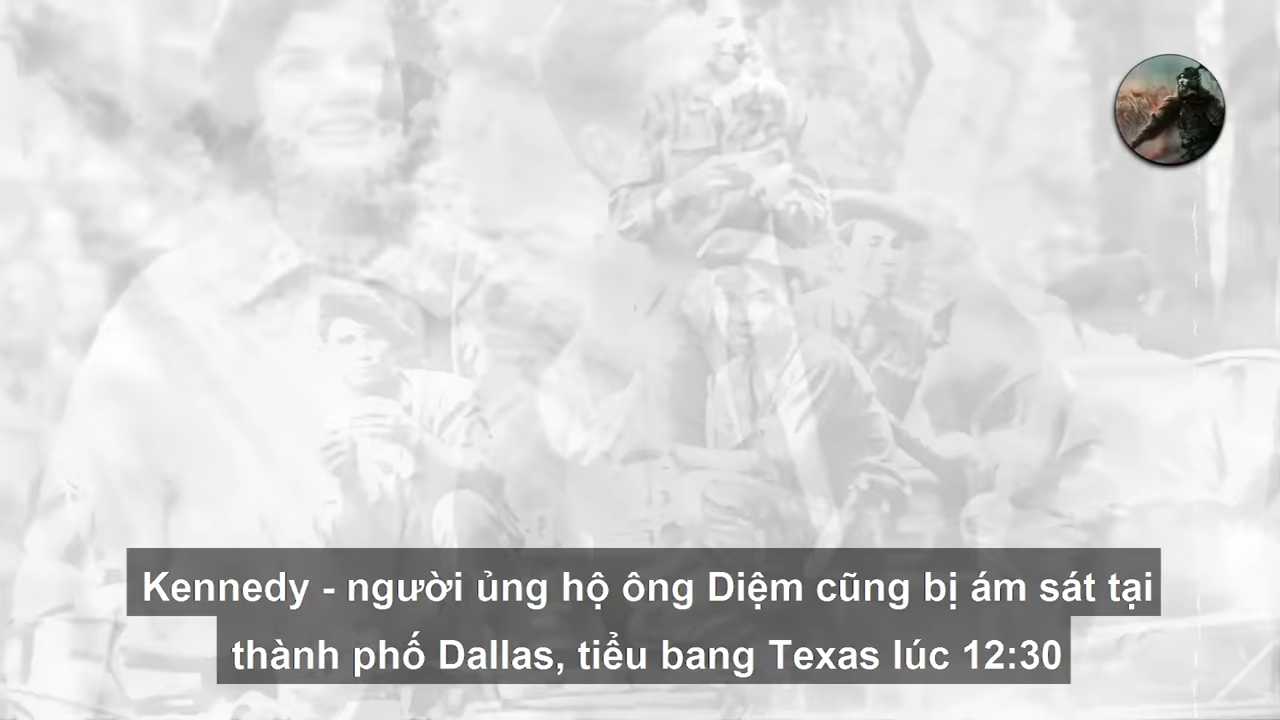 Kennedy - người ủng hộ ông Diệm cũng bị ám sát tại
thành phố Dallas, tiểu bang Texas lúc 12:30